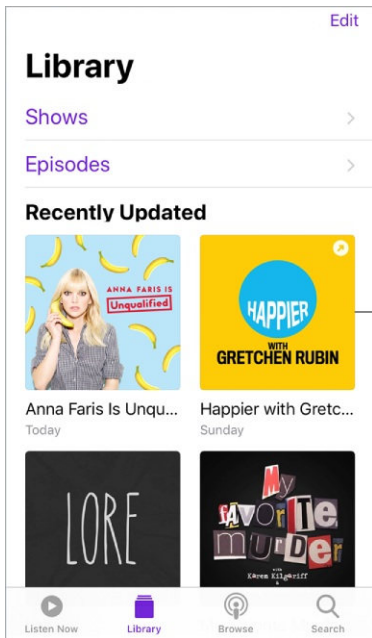 Edit
Library
Shows
Episodes
Recently Updated
ANNA FARIS IS
Unqualified
HAPPIER
WITH
GRETCHEN RUBIN
Anna Faris Is Unqu...
Happier with Gretc...
Today
Sunday
LORE
My
FAVORITE
MURDER
with
Karen Kilgariff
&
Listen Now
Library
Browse
Search